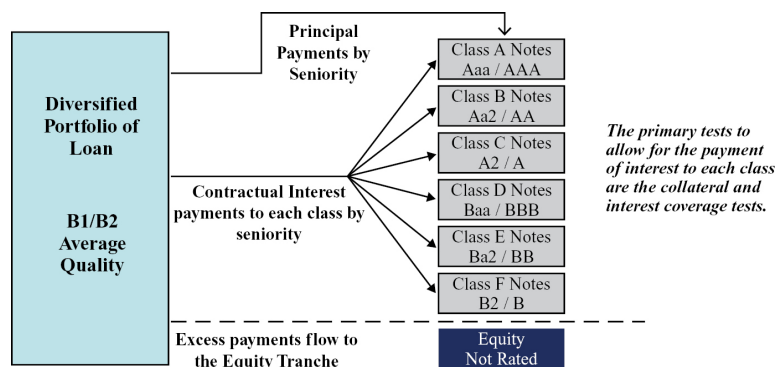 Principal
Payments by
Seniority
Diversified
Portfolio of
Loan
B1/B2
Average
Quality
Contractual Interest
payments to each class by
seniority
Class A Notes
Aaa / AAA
Class B Notes
Aa2 / AA
Class C Notes
A2 / A
Class D Notes
Baa / BBB
Class E Notes
Ba2 / BB
Class F Notes
B2 / B
The primary tests to
allow for the payment
of interest to each class
are the collateral and
interest coverage tests.
Excess payments flow to
the Equity Tranche
Equity
Not Rated